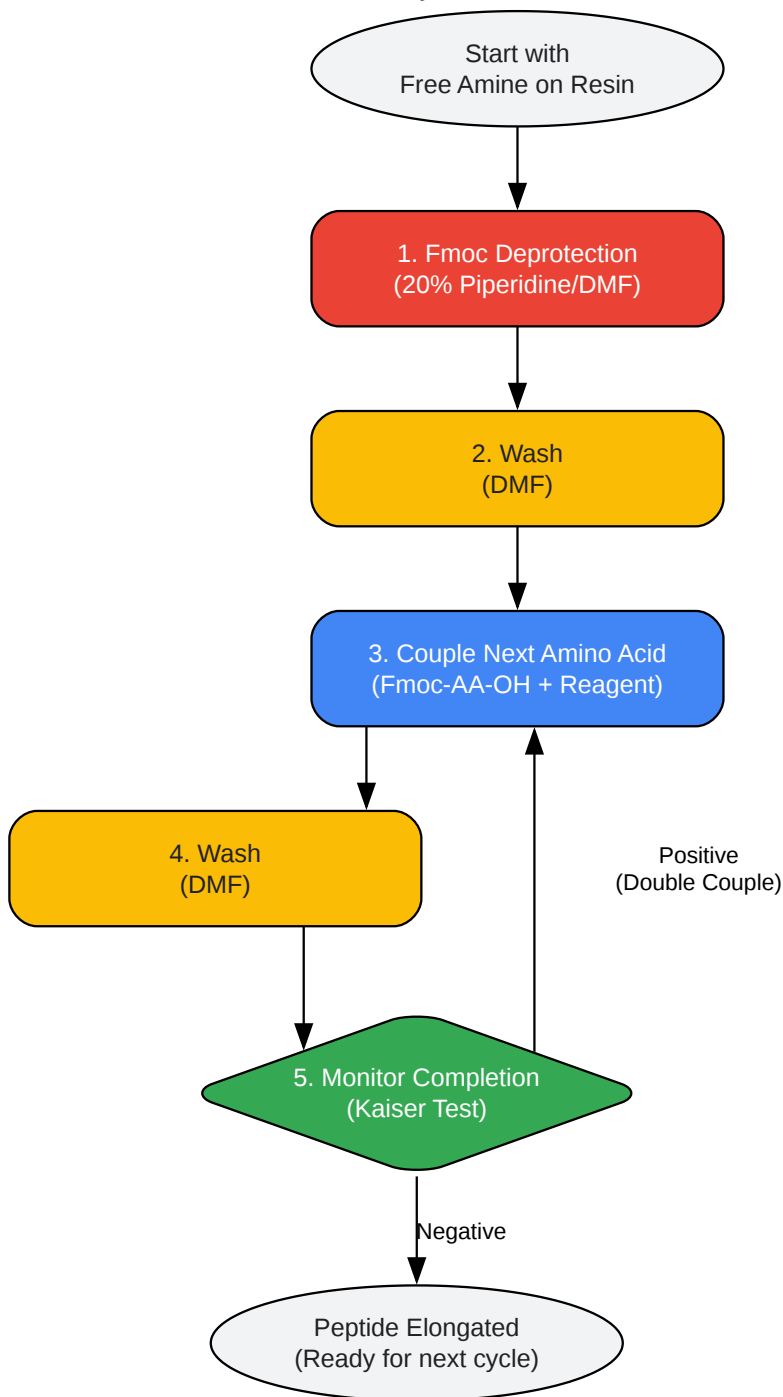 Start with
Free Amine on Resin
1. Fmoc Deprotection
(20% Piperidine/DMF)
2. Wash
(DMF)
3. Couple Next Amino Acid
(Fmoc-AA-OH + Reagent)
4. Wash
(DMF)
Positive
(Double Couple)
5. Monitor Completion
(Kaiser Test)
Negative
Peptide Elongated
(Ready for next cycle)